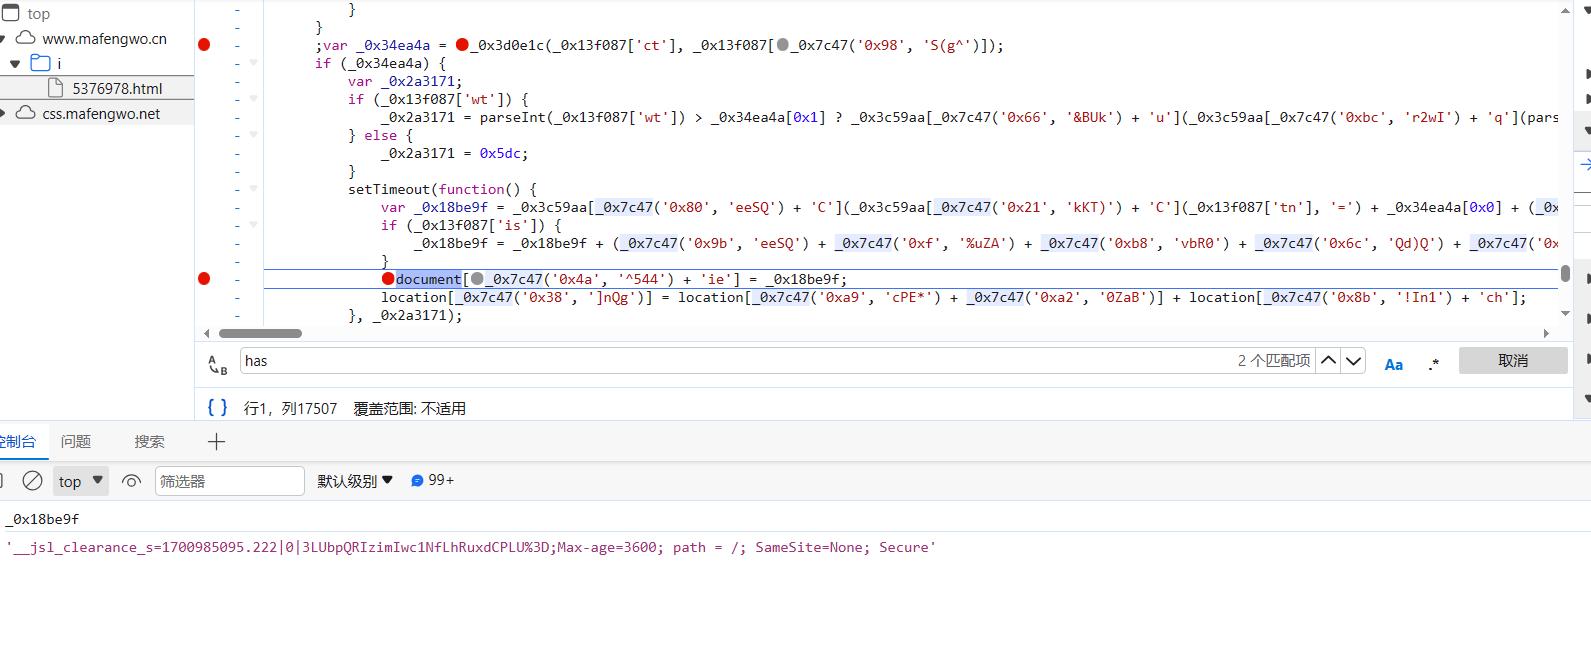 top
www.mafengwo.cn
i
5376978.html
css.mafengwo.net
}
}
;var _0x34ea4a = _0x3d0e1c(_0x13f087['ct'], _0x13f087[_0x7c47('0x98', 'S(g^')]);
if (_0x34ea4a) {
var _0x2a3171;
if (_0x13f087['wt']) {
_0x2a3171 = parseInt(_0x13f087['wt']) > _0x34ea4a[0x1] ? _0x3c59aa[_0x7c47('0x66', '&BUk') + 'u'](_0x3c59aa[_0x7c47('0xbc', 'r2wI') + 'q'](pars
} else {
_0x2a3171 = 0x5dc;
}
setTimeout(function() {
var _0x18be9f = _0x3c59aa[_0x7c47('0x80', 'eeSQ') + 'C'](_0x3c59aa[_0x7c47('0x21', 'kKT)') + 'C'](_0x13f087['tn'], '=') + _0x34ea4a[0x0] + (_0x
if (_0x13f087['is']) {
_0x18be9f = _0x18be9f + (_0x7c47('0x9b', 'eeSQ') + _0x7c47('0xf', '%uZA') + _0x7c47('0xb8', 'vbR0') + _0x7c47('0x6c', 'Qd)Q') + _0x7c47('0x
}
document[_0x7c47('0x4a', '^544') + 'ie'] = _0x18be9f;
location[_0x7c47('0x38', ']nQg')] = location[_0x7c47('0xa9', 'cPE*') + _0x7c47('0xa2', '0ZaB')] + location[_0x7c47('0x8b', '!In1') + 'ch'];
}, _0x2a3171);
has
2 个匹配项
Aa
.*
取消
{ } 行1，列17507 覆盖范围: 不适用
控制台 问题 搜索 +
top 筛选器 默认级别 99+
_0x18be9f
'__jsl_clearance_s=1700985095.222|0|3LUbpQRIzimIwc1NfLhRuxdCPLU%3D;Max-age=3600; path = /; SameSite=None; Secure'